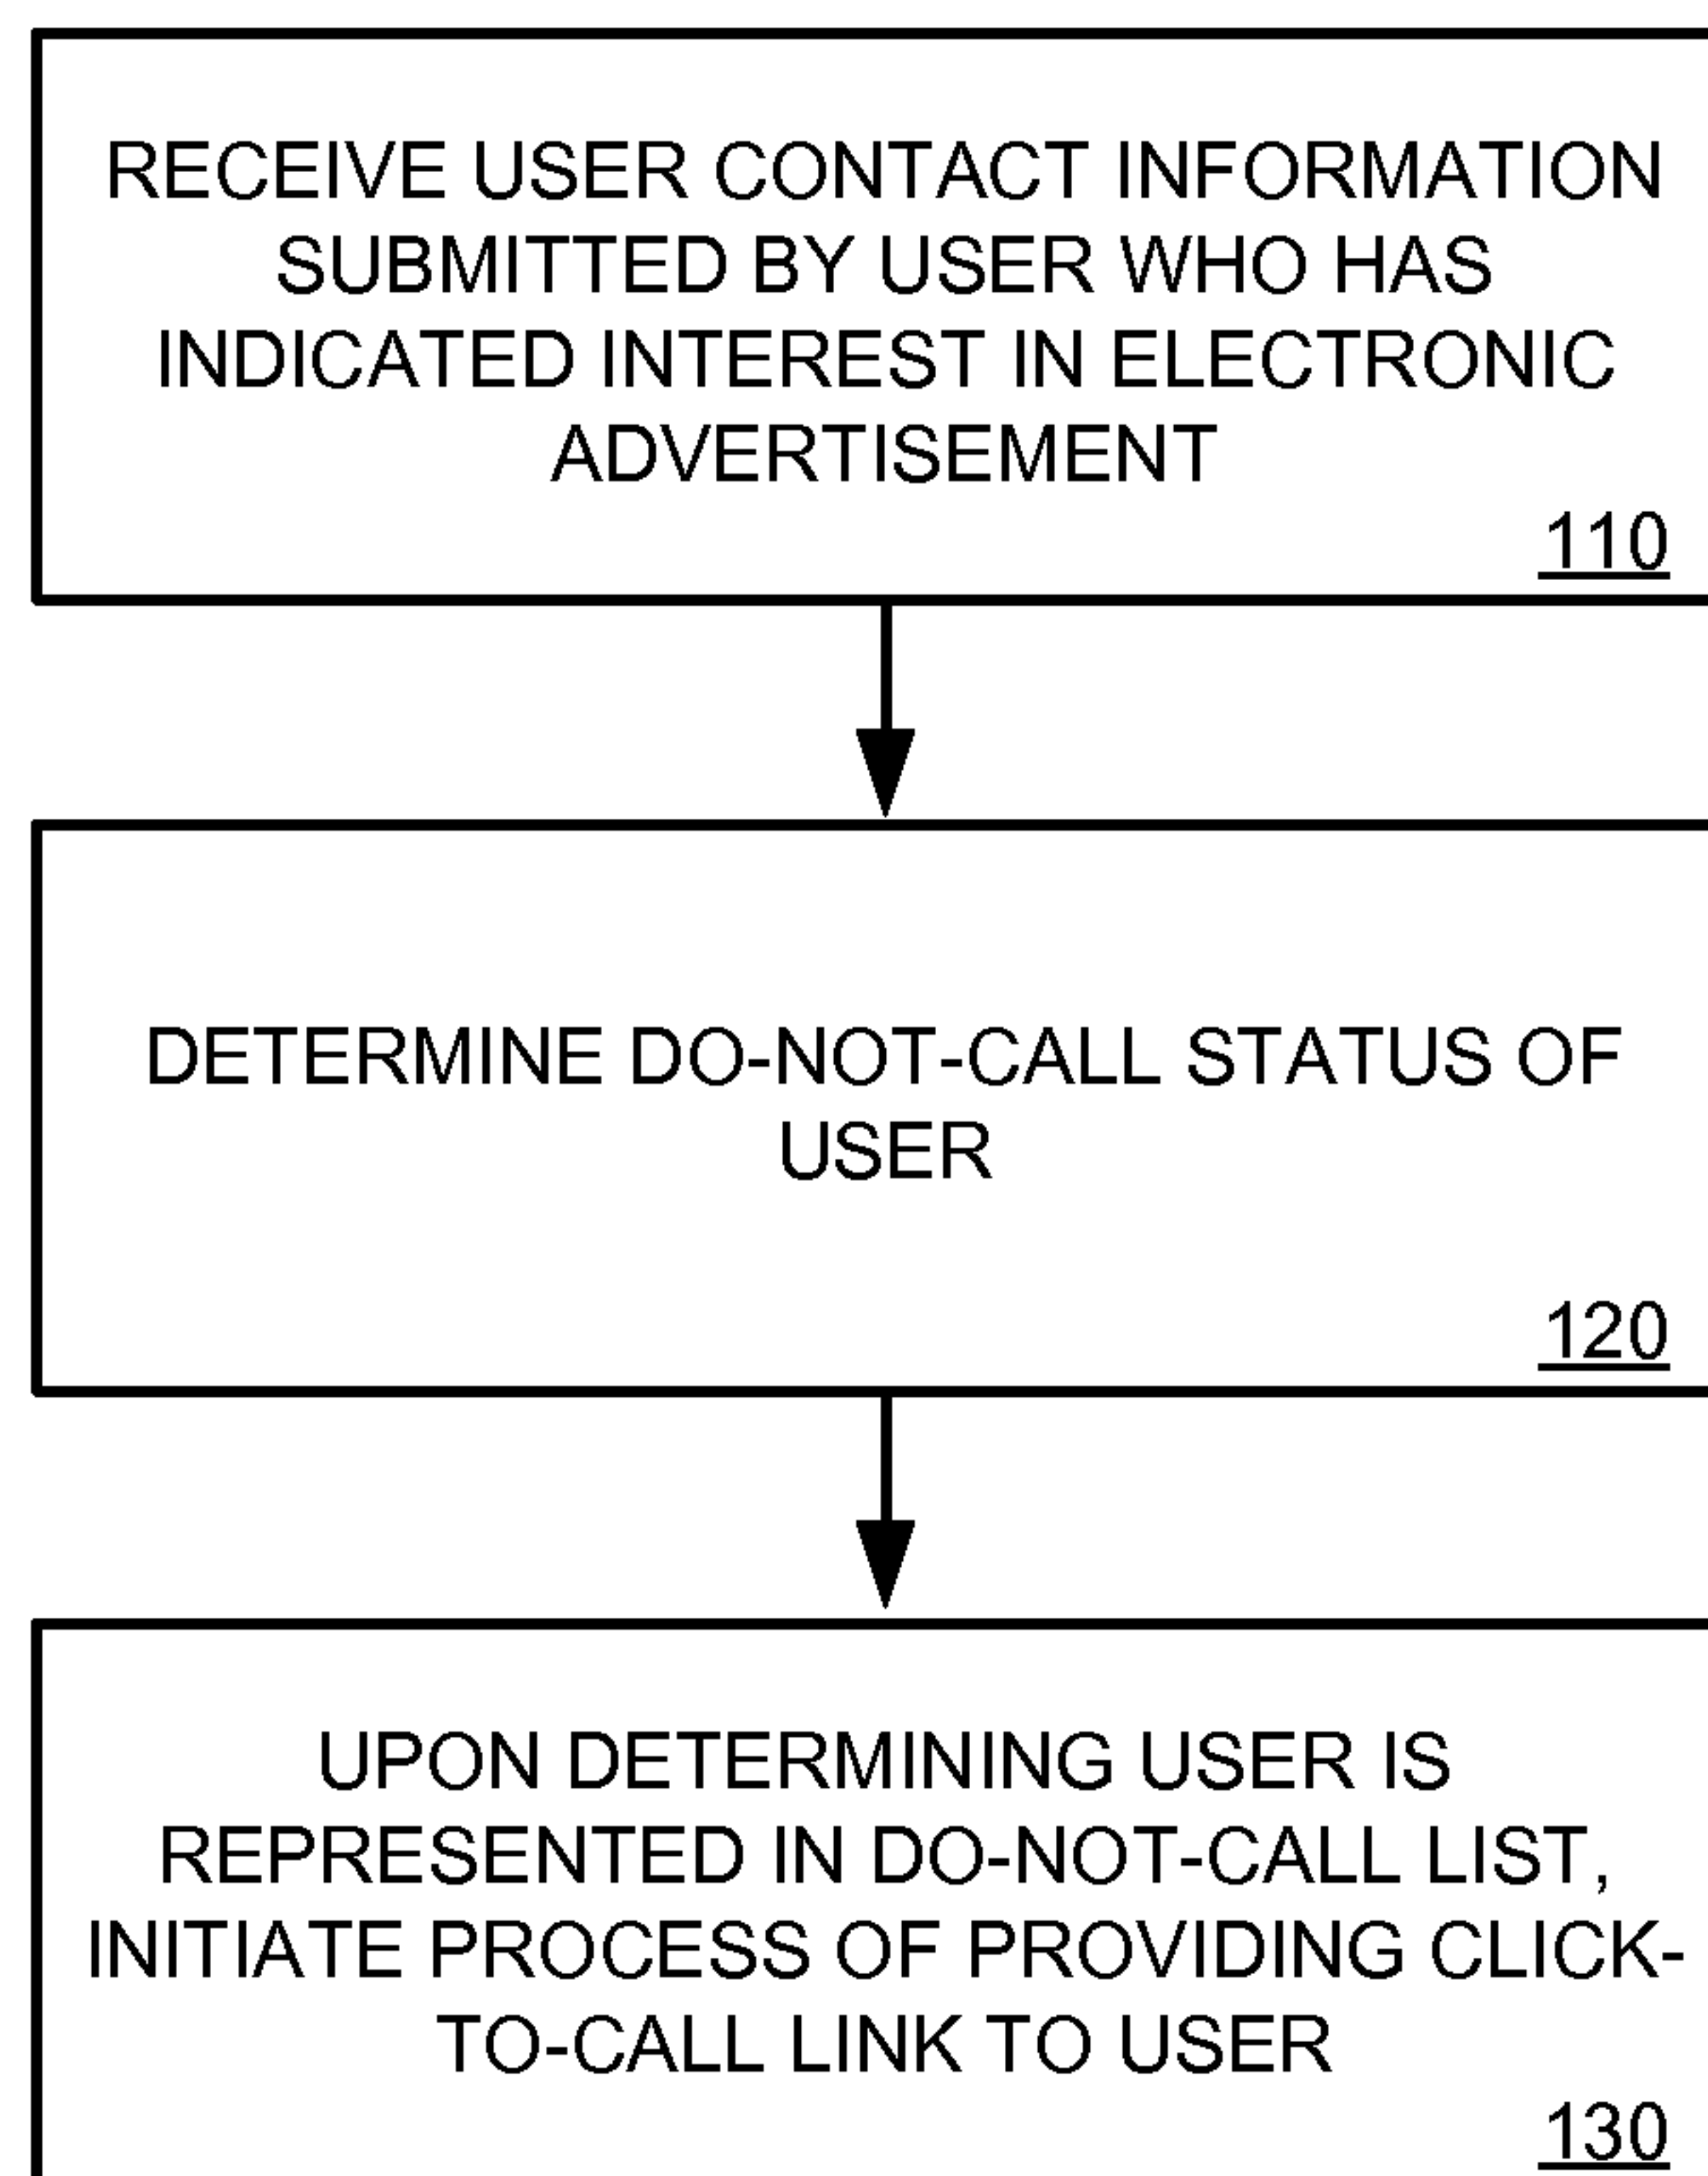 RECEIVE USER CONTACT INFORMATION
SUBMITTED BY USER WHO HAS
INDICATED INTEREST IN ELECTRONIC
ADVERTISEMENT
110
DETERMINE DO-NOT-CALL STATUS OF
USER
120
UPON DETERMINING USER IS
REPRESENTED IN DO-NOT-CALL LIST,
INITIATE PROCESS OF PROVIDING CLICK-
TO-CALL LINK TO USER
130